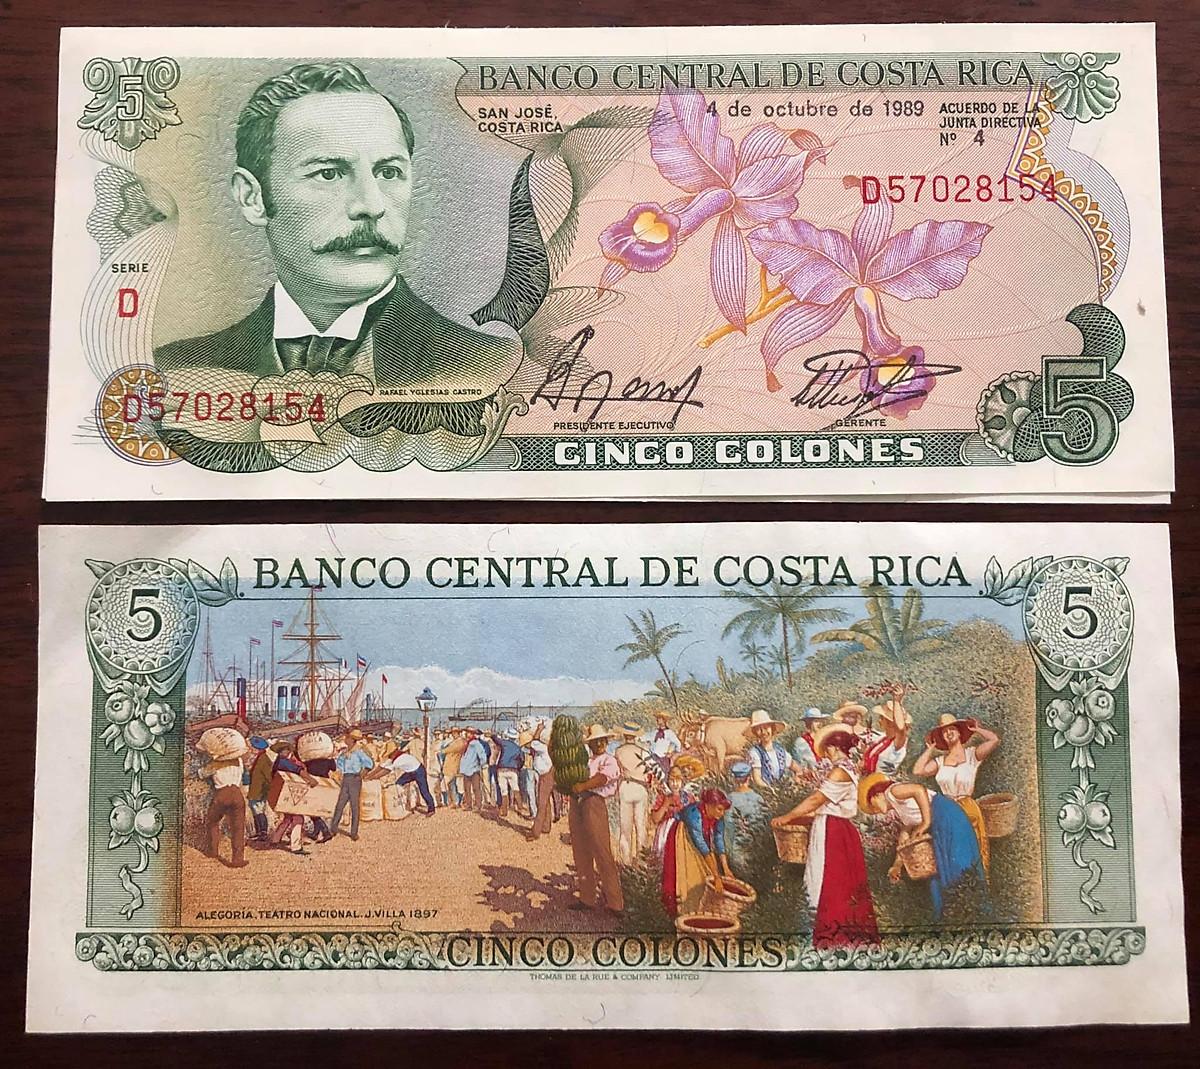 5
BANCO CENTRAL DE COSTA RICA
SAN JOSÉ,
COSTA RICA
4 de octubre de 1989
ACUERDO DE LA
JUNTA DIRECTIVA
Nº 4
D57028154
SERIE
D
RAFAEL YGLESIAS CASTRO
D57028154
PRESIDENTE EJECUTIVO
GERENTE
CINCO COLONES
5
BANCO CENTRAL DE COSTA RICA
5
5
ALEGORÍA. TEATRO NACIONAL. J. VILLA 1897
CINCO COLONES
THOMAS DE LA RUE & COMPANY LIMITED